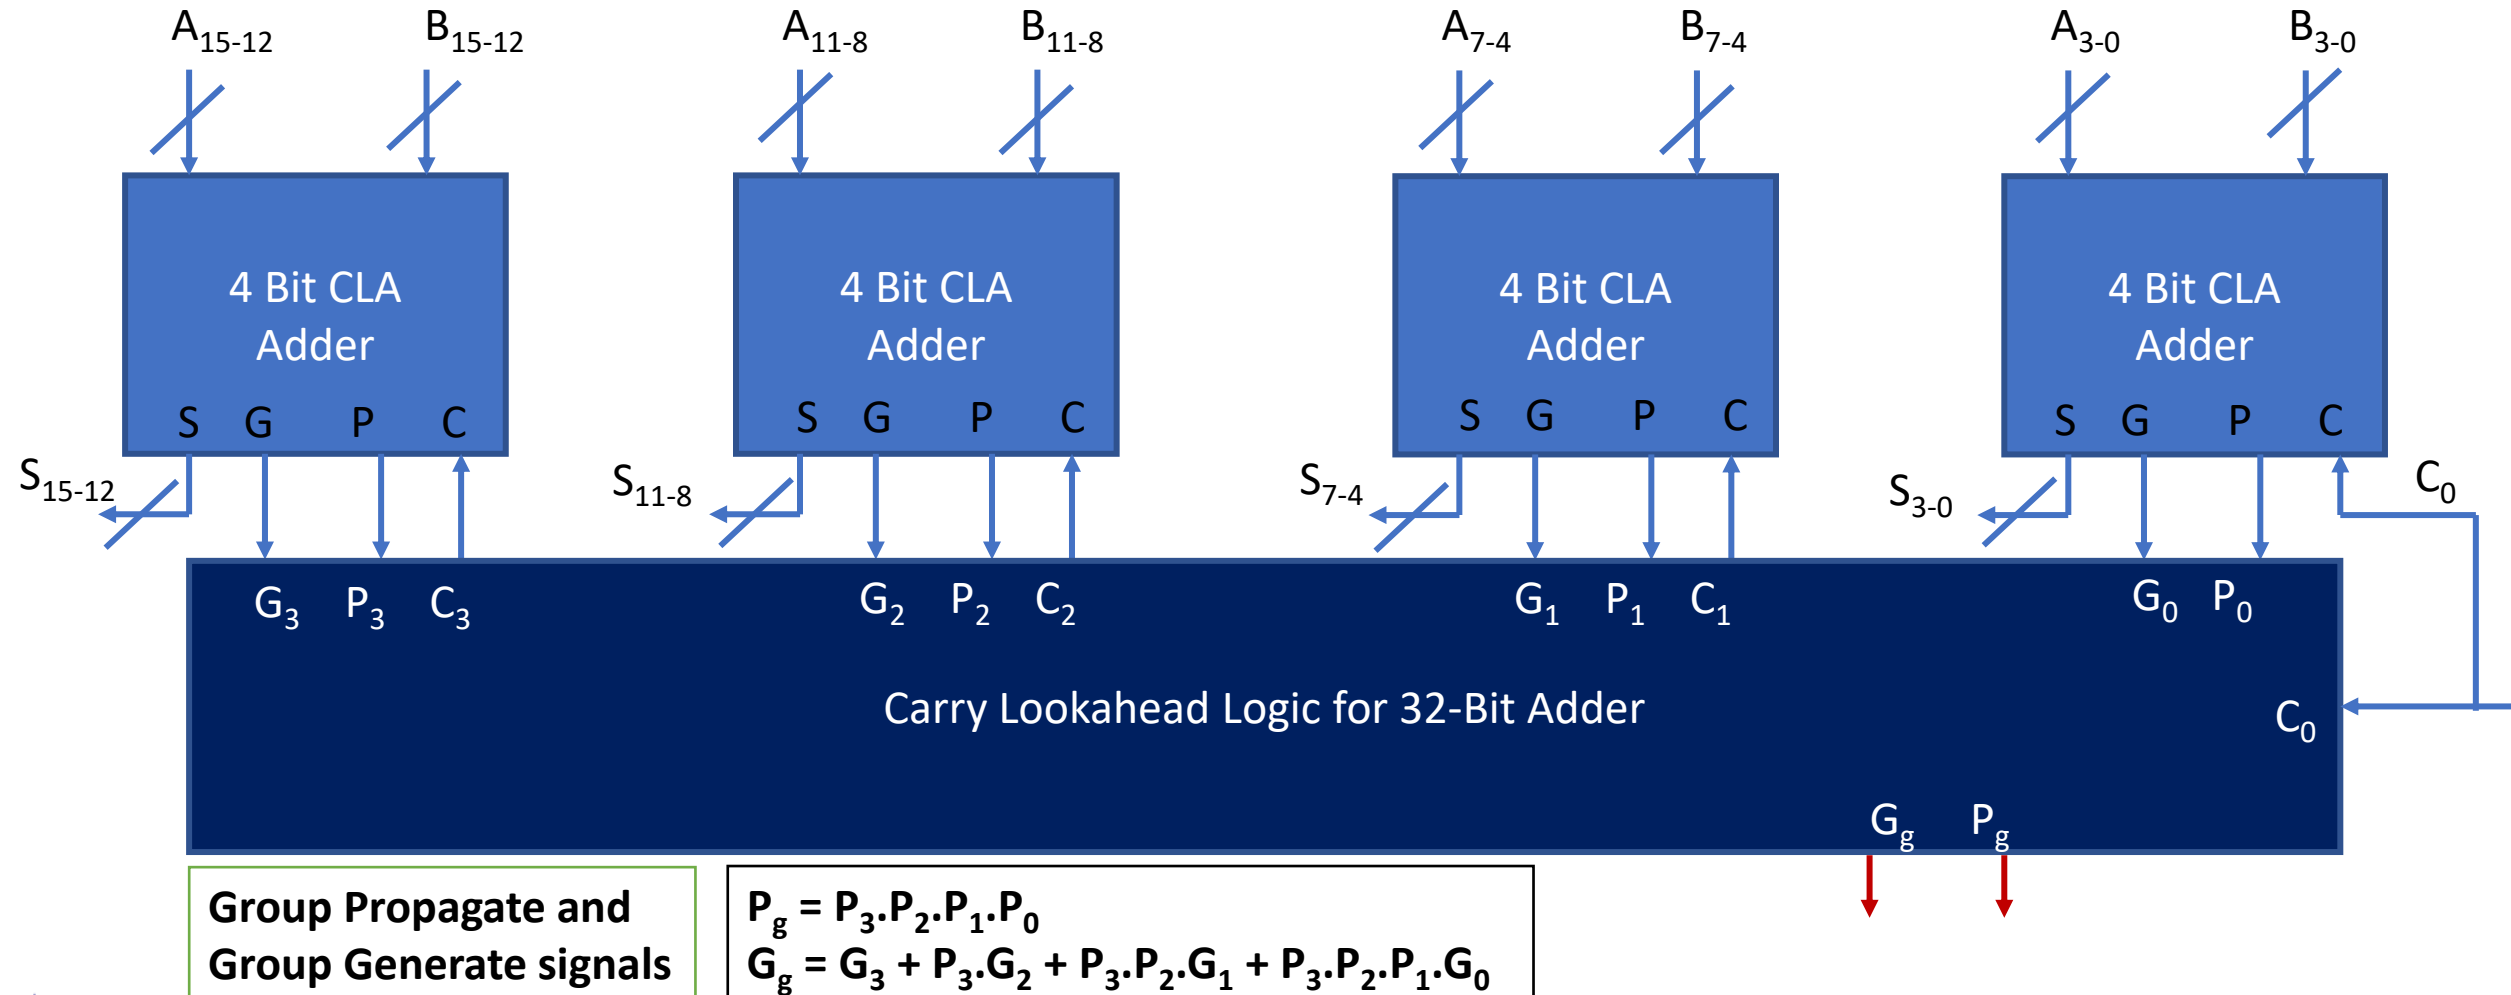 A15-12 B15-12 A11-8 B11-8 A7-4 B7-4 A3-0 B3-0
4 Bit CLA
Adder
4 Bit CLA
Adder
4 Bit CLA
Adder
4 Bit CLA
Adder
S G P C
S G P C
S G P C
S G P C
S15-12 S11-8 S7-4 S3-0 C0
G3 P3 C3 G2 P2 C2 G1 P1 C1 G0 P0
Carry Lookahead Logic for 32-Bit Adder
C0
Gg Pg
Group Propagate and
Group Generate signals
Pg = P3.P2.P1.P0
Gg = G3 + P3.G2 + P3.P2.G1 + P3.P2.P1.G0